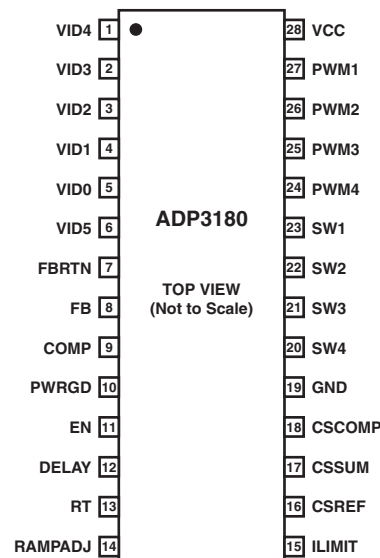 VID4 1 28 VCC
VID3 2 27 PWM1
VID2 3 26 PWM2
VID1 4 25 PWM3
VID0 5 24 PWM4
ADP3180
VID5 6 23 SW1
FBRTN 7 22 SW2
TOP VIEW
(Not to Scale)
FB 8 21 SW3
COMP 9 20 SW4
PWRGD 10 19 GND
EN 11 18 CSCOMP
DELAY 12 17 CSSUM
RT 13 16 CSREF
RAMPADJ 14 15 ILIMIT